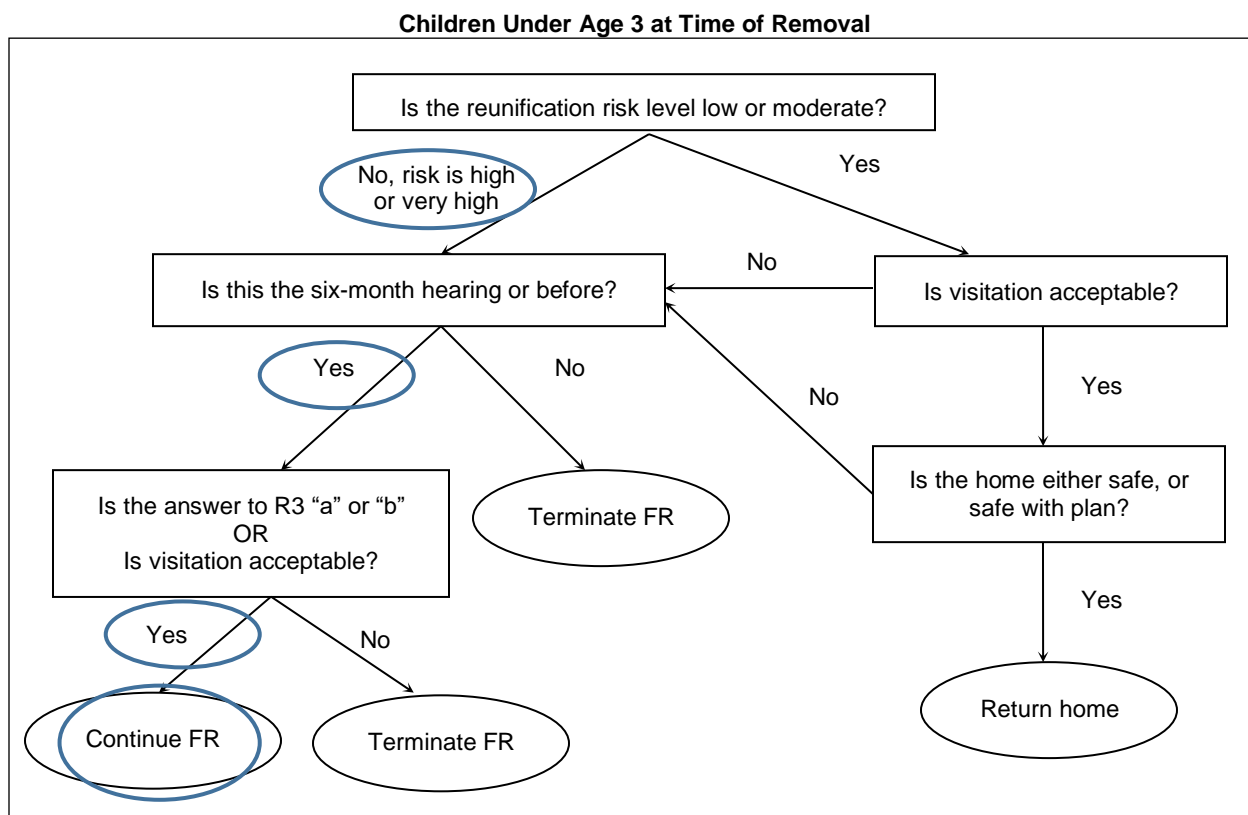 Children Under Age 3 at Time of Removal
Is the reunification risk level low or moderate?
No, risk is high
or very high
Yes
No
Is this the six-month hearing or before?
Is visitation acceptable?
Yes
No
No
Yes
Is the answer to R3 “a” or “b”
OR
Is visitation acceptable?
Terminate FR
Is the home either safe, or
safe with plan?
Yes
No
Yes
Continue FR
Terminate FR
Return home